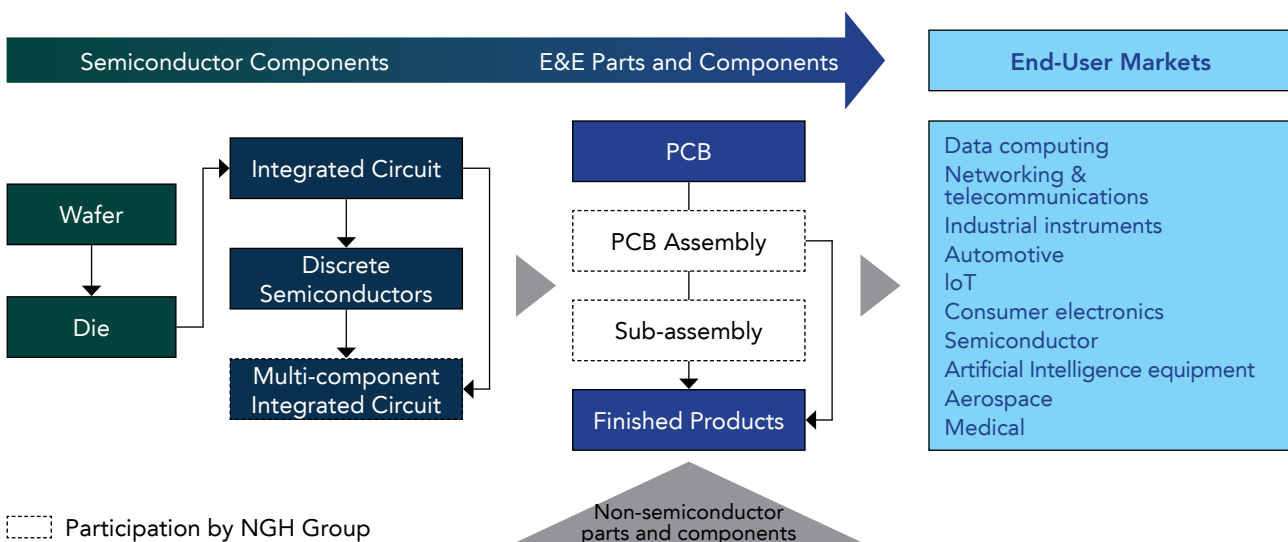 Semiconductor Components
E&E Parts and Components
End-User Markets
Wafer
Die
Integrated Circuit
Discrete
Semiconductors
Multi-component
Integrated Circuit
PCB
PCB Assembly
Sub-assembly
Finished Products
Non-semiconductor
parts and components
Data computing
Networking &
telecommunications
Industrial instruments
Automotive
IoT
Consumer electronics
Semiconductor
Artificial Intelligence equipment
Aerospace
Medical
Participation by NGH Group